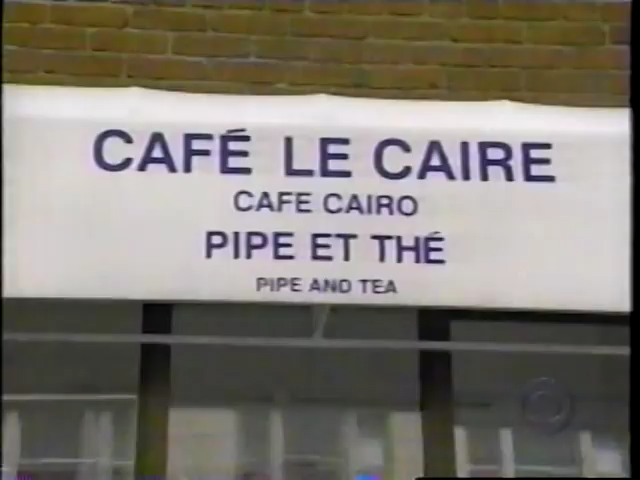 CAFÉ LE CAIRE
CAFE CAIRO
PIPE ET THÉ
PIPE AND TEA